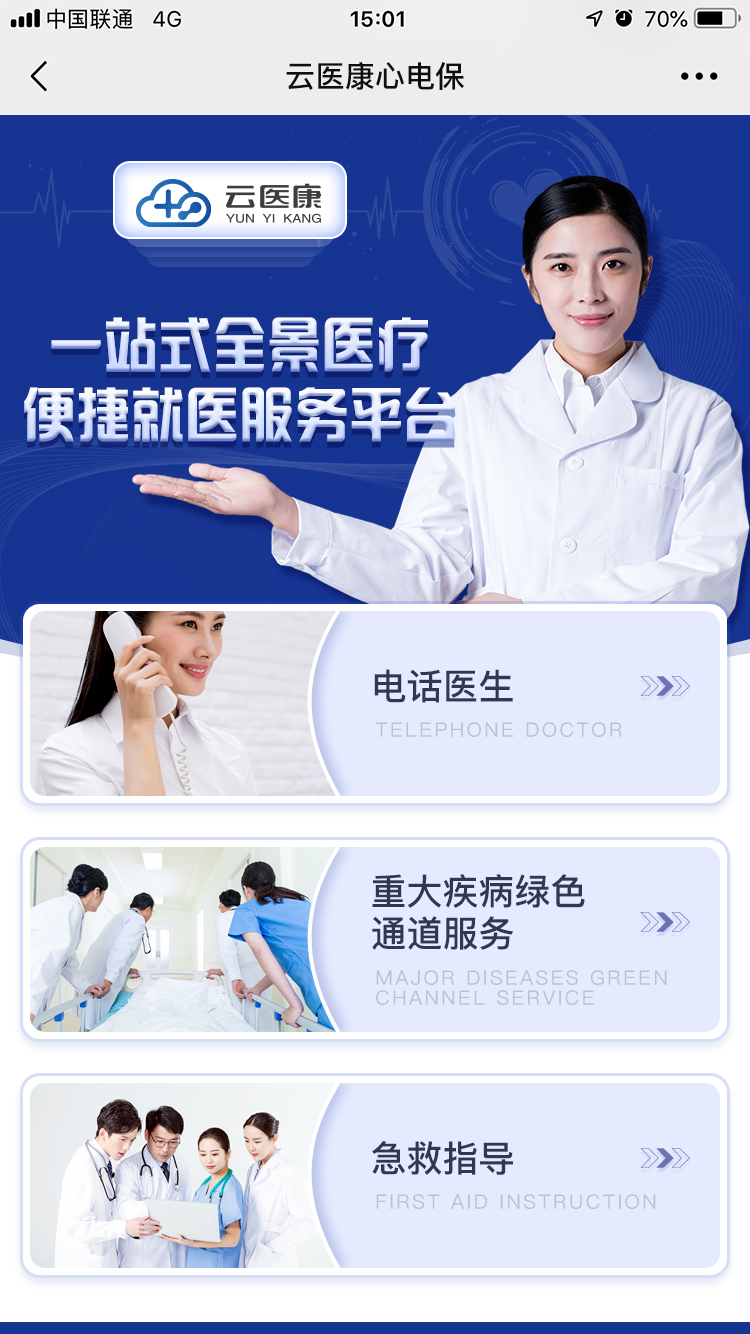 中国联通 4G 15:01 70%
云医康心电保
云医康
YUN YI KANG
一站式全景医疗
便捷就医服务平台
电话医生
TELEPHONE DOCTOR
重大疾病绿色
通道服务
MAJOR DISEASES GREEN
CHANNEL SERVICE
急救指导
FIRST AID INSTRUCTION